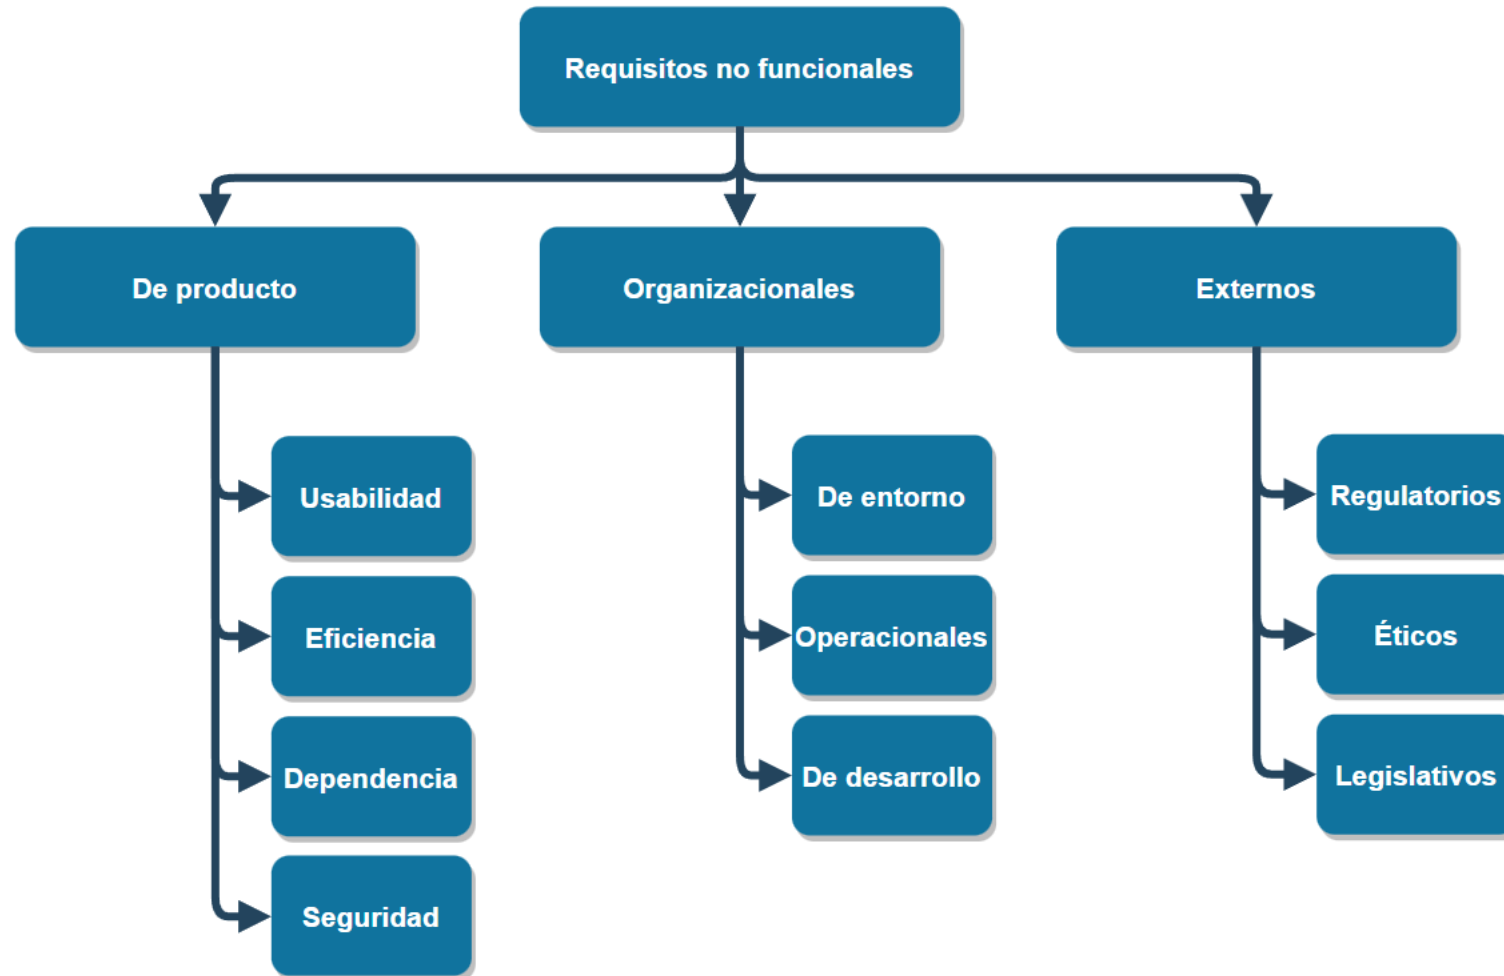 Requisitos no funcionales
De producto
Organizacionales
Externos
Usabilidad
Eficiencia
Dependencia
Seguridad
De entorno
Operacionales
De desarrollo
Regulatorios
Éticos
Legislativos